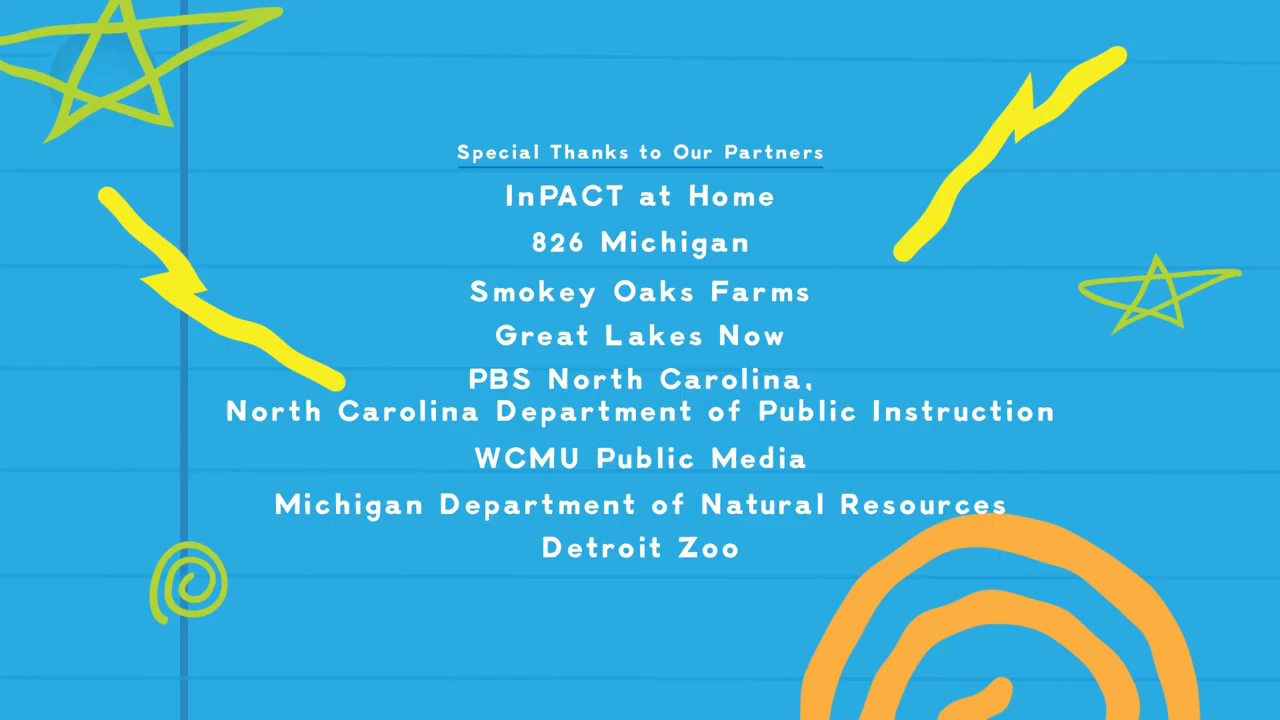 Special Thanks to Our Partners
InPACT at Home
826 Michigan
Smokey Oaks Farms
Great Lakes Now
PBS North Carolina,
North Carolina Department of Public Instruction
WCMU Public Media
Michigan Department of Natural Resources
Detroit Zoo